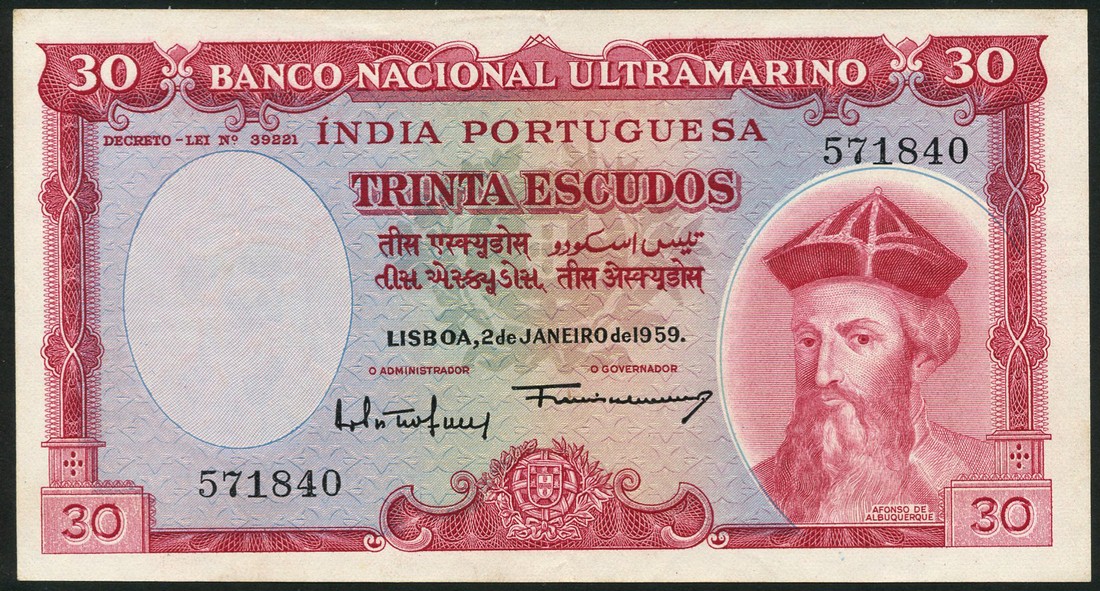 30 BANCO NACIONAL ULTRAMARINO 30
DECRETO-LEI Nº 39221 ÍNDIA PORTUGUESA
571840
TRINTA ESCUDOS
तीस एस्क्यूडोस तीस اسکودو
तीस એસ્ક્યૂડોસ, तीस अेस्क्यूडोस
LISBOA, 2 de JANEIRO de 1959.
O ADMINISTRADOR O GOVERNADOR
571840
AFONSO DE
ALBUQUERQUE
30 30